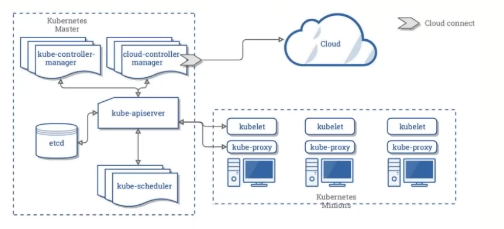 Kubernetes
Master
kube-controller-
manager
cloud-controller
manager
Cloud
Cloud connect
kube-apiserver
etcd
kube-scheduler
kubelet
kubelet
kubelet
kube-proxy
kube-proxy
kube-proxy
Kubernetes
Minions